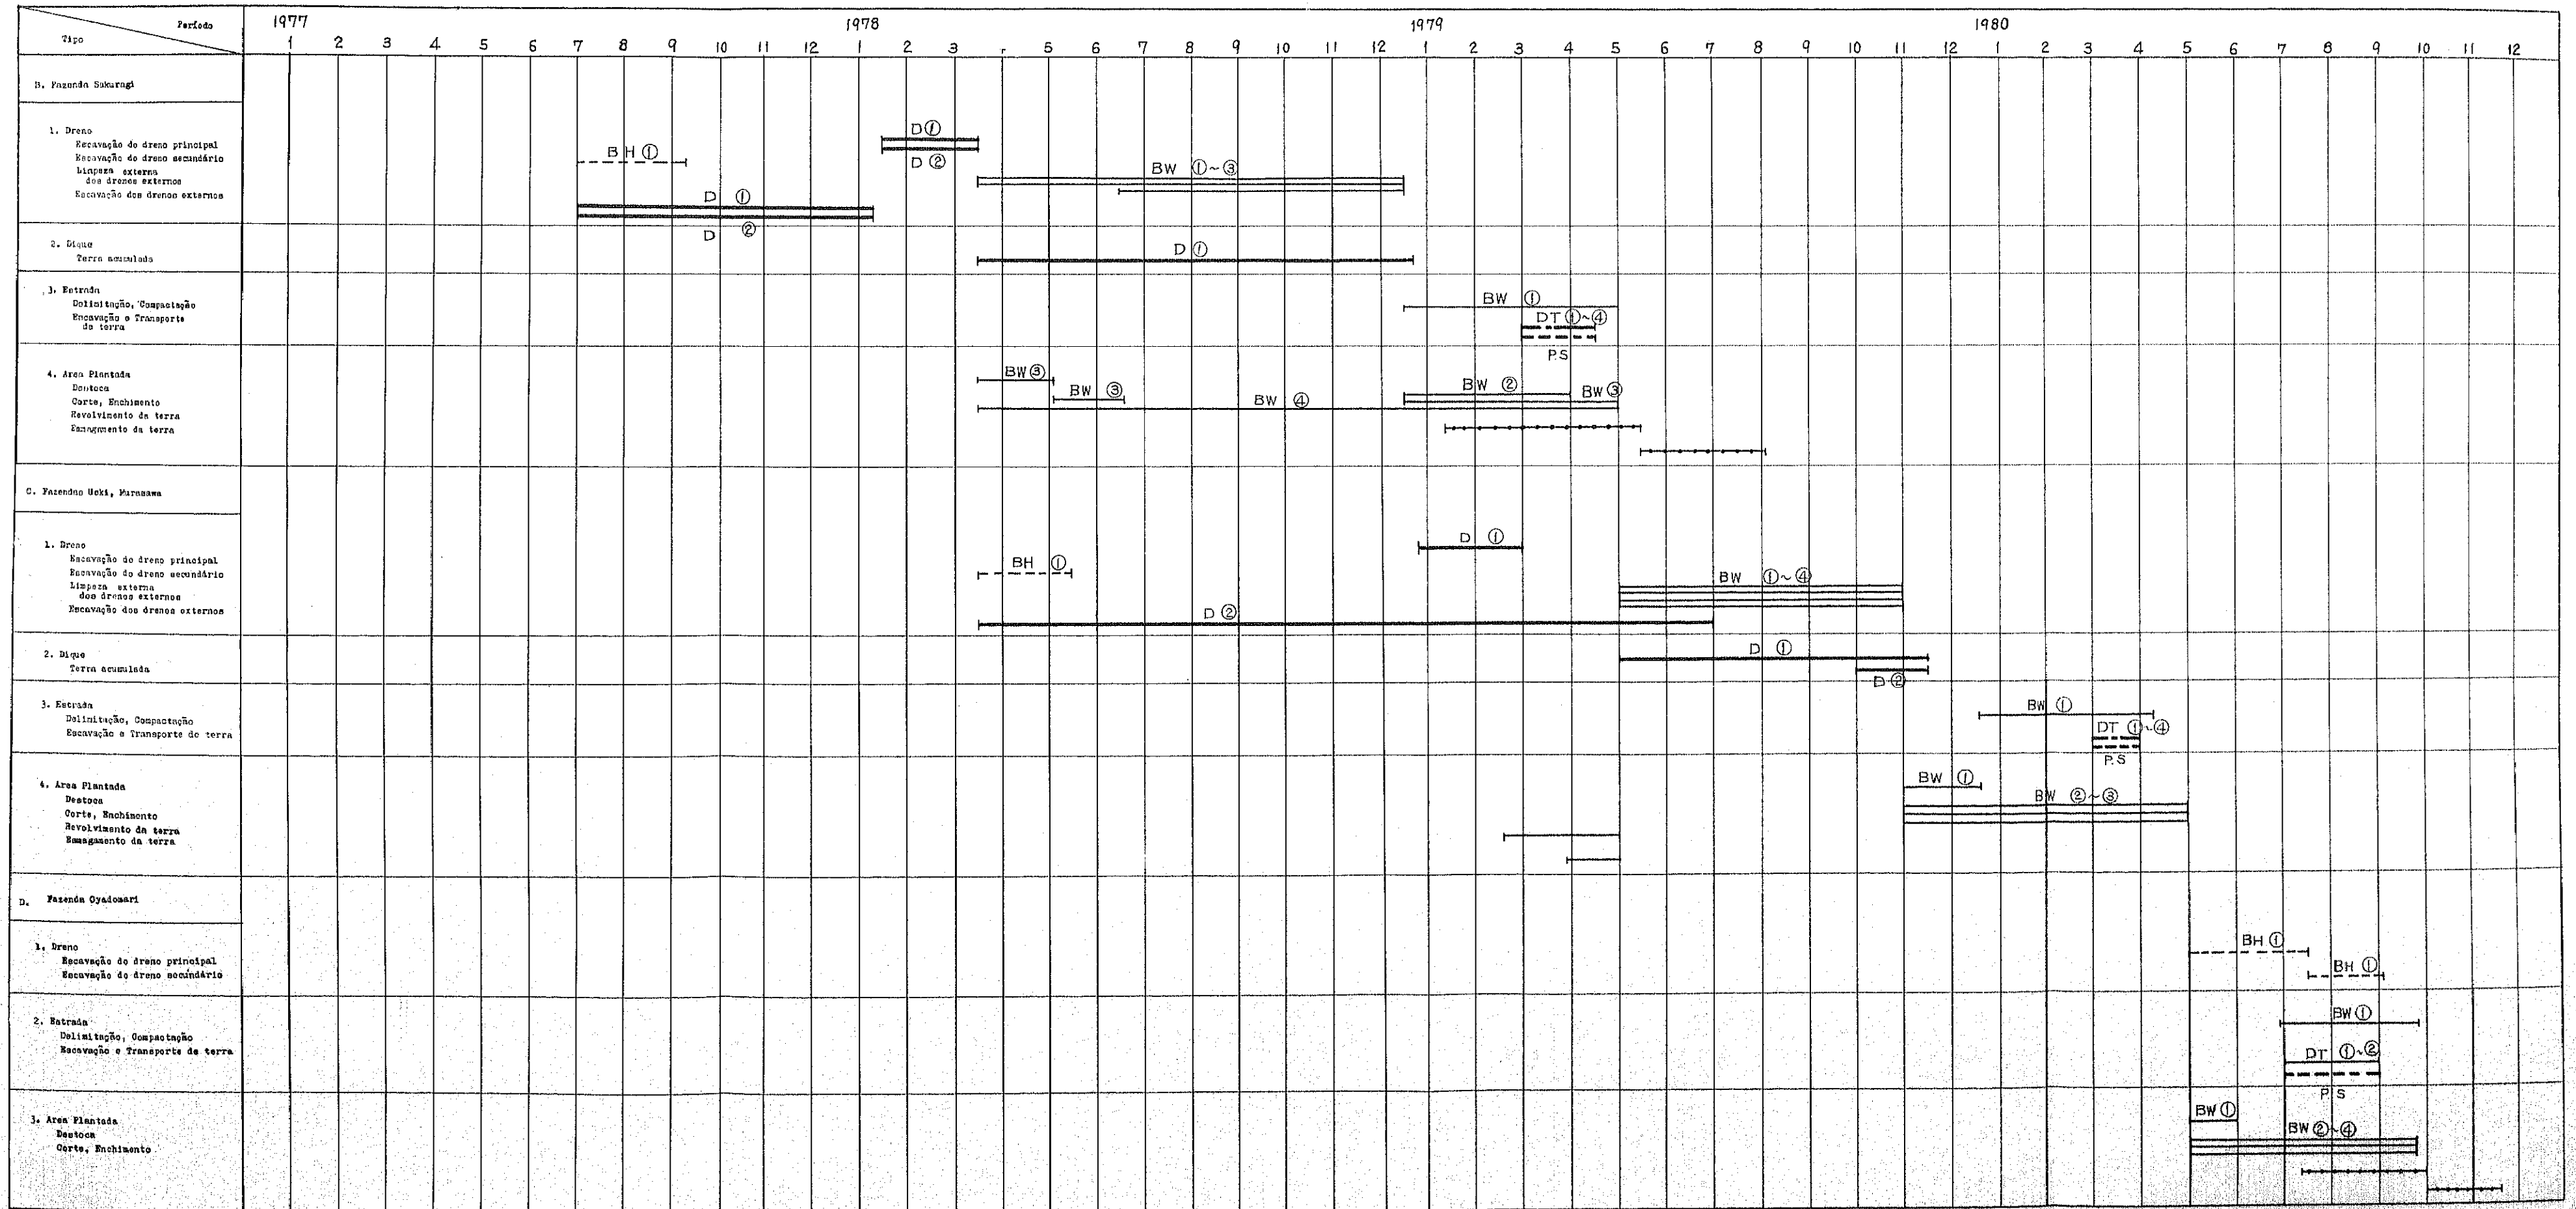 Período
Tipo
1977 1978 1979 1980
1 2 3 4 5 6 7 8 9 10 11 12 1 2 3 5 6 7 8 9 10 11 12 1 2 3 4 5 6 7 8 9 10 11 12 1 2 3 4 5 6 7 8 9 10 11 12
B. Fazenda Sakuragi
1. Dreno
Escavação do dreno principal
Escavação do dreno secundário
Limpeza externa
dos drenos externos
Escavação dos drenos externos
D ①
D ②
BH ①
BW ①~③
D ①
D ②
2. Dique
Terra acumulada
D ①
3. Estrada
Delimitação, Compactação
Escavação e Transporte
de terra
BW ①
DT ①~④
P.S
4. Area Plantada
Destoca
Corte, Enchimento
Revolvimento da terra
Esmagamento da terra
BW ③
BW ③
BW ④
BW ②
BW ③
C. Fazendas Ueki, Murasawa
1. Dreno
Escavação do dreno principal
Escavação do dreno secundário
Limpeza externa
dos drenos externos
Escavação dos drenos externos
D ①
BH ①
BW ①~④
D ②
2. Dique
Terra acumulada
D ①
D ②
3. Estrada
Delimitação, Compactação
Escavação e Transporte de terra
BW ①
DT ①~④
P.S
4. Area Plantada
Destoca
Corte, Enchimento
Revolvimento da terra
Esmagamento da terra
BW ①
BW ②~③
D. Fazenda Oyadomari
1. Dreno
Escavação do dreno principal
Escavação do dreno secundário
BH ①
BH ①
2. Estrada
Delimitação, Compactação
Escavação e Transporte de terra
BW ①
DT ①~②
P.S
3. Area Plantada
Destoca
Corte, Enchimento
BW ①
BW ②~④